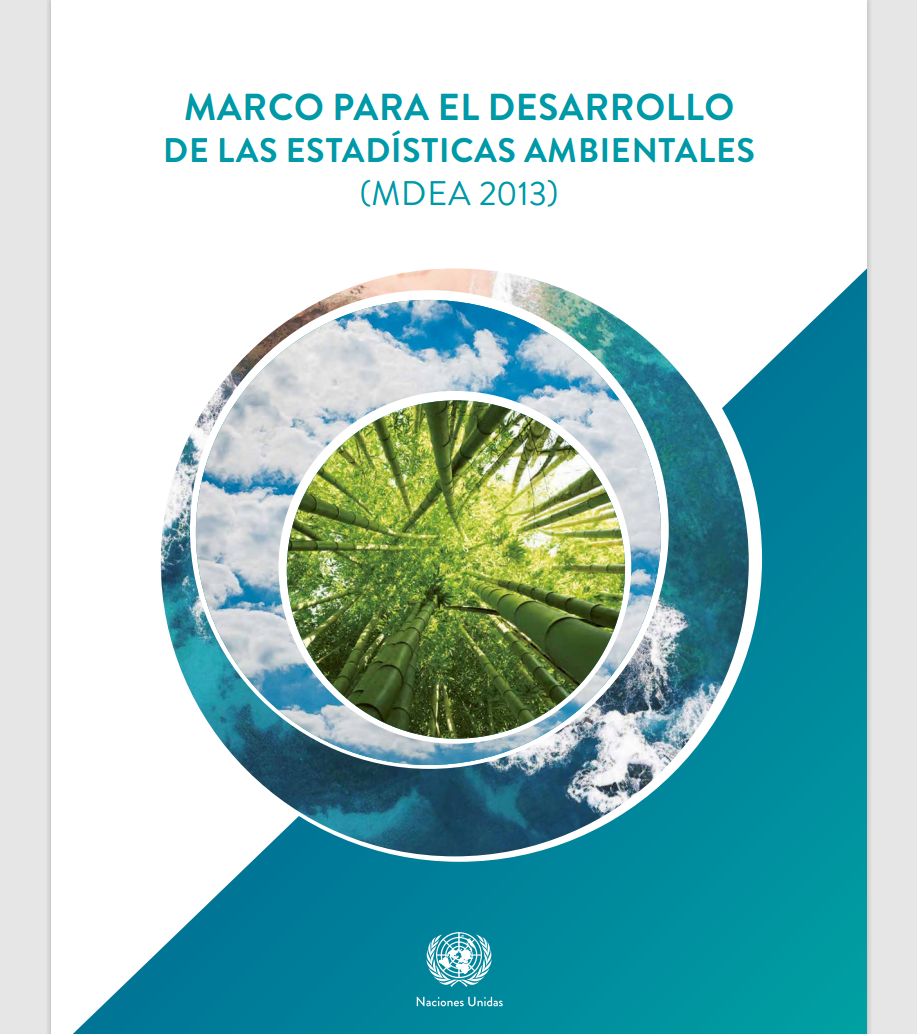 MARCO PARA EL DESARROLLO
DE LAS ESTADÍSTICAS AMBIENTALES
(MDEA 2013)
Naciones Unidas